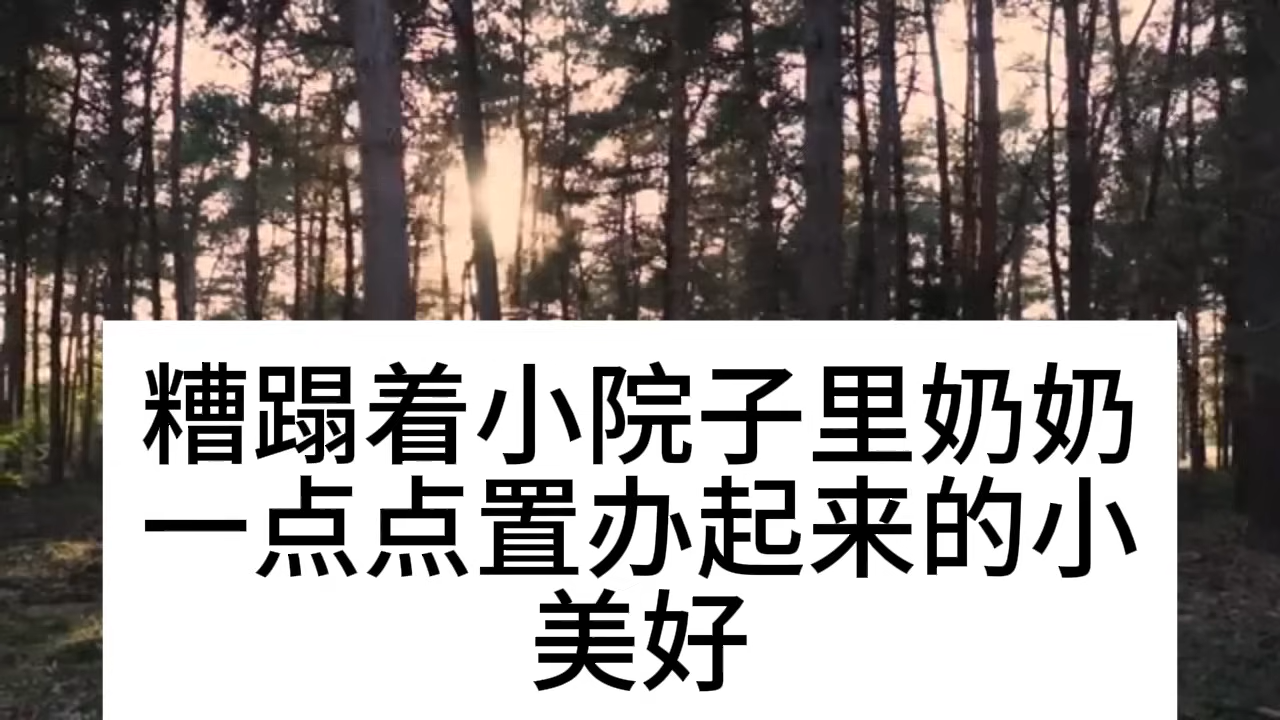 糟蹋着小院子里奶奶
一点点置办起来的小
美好